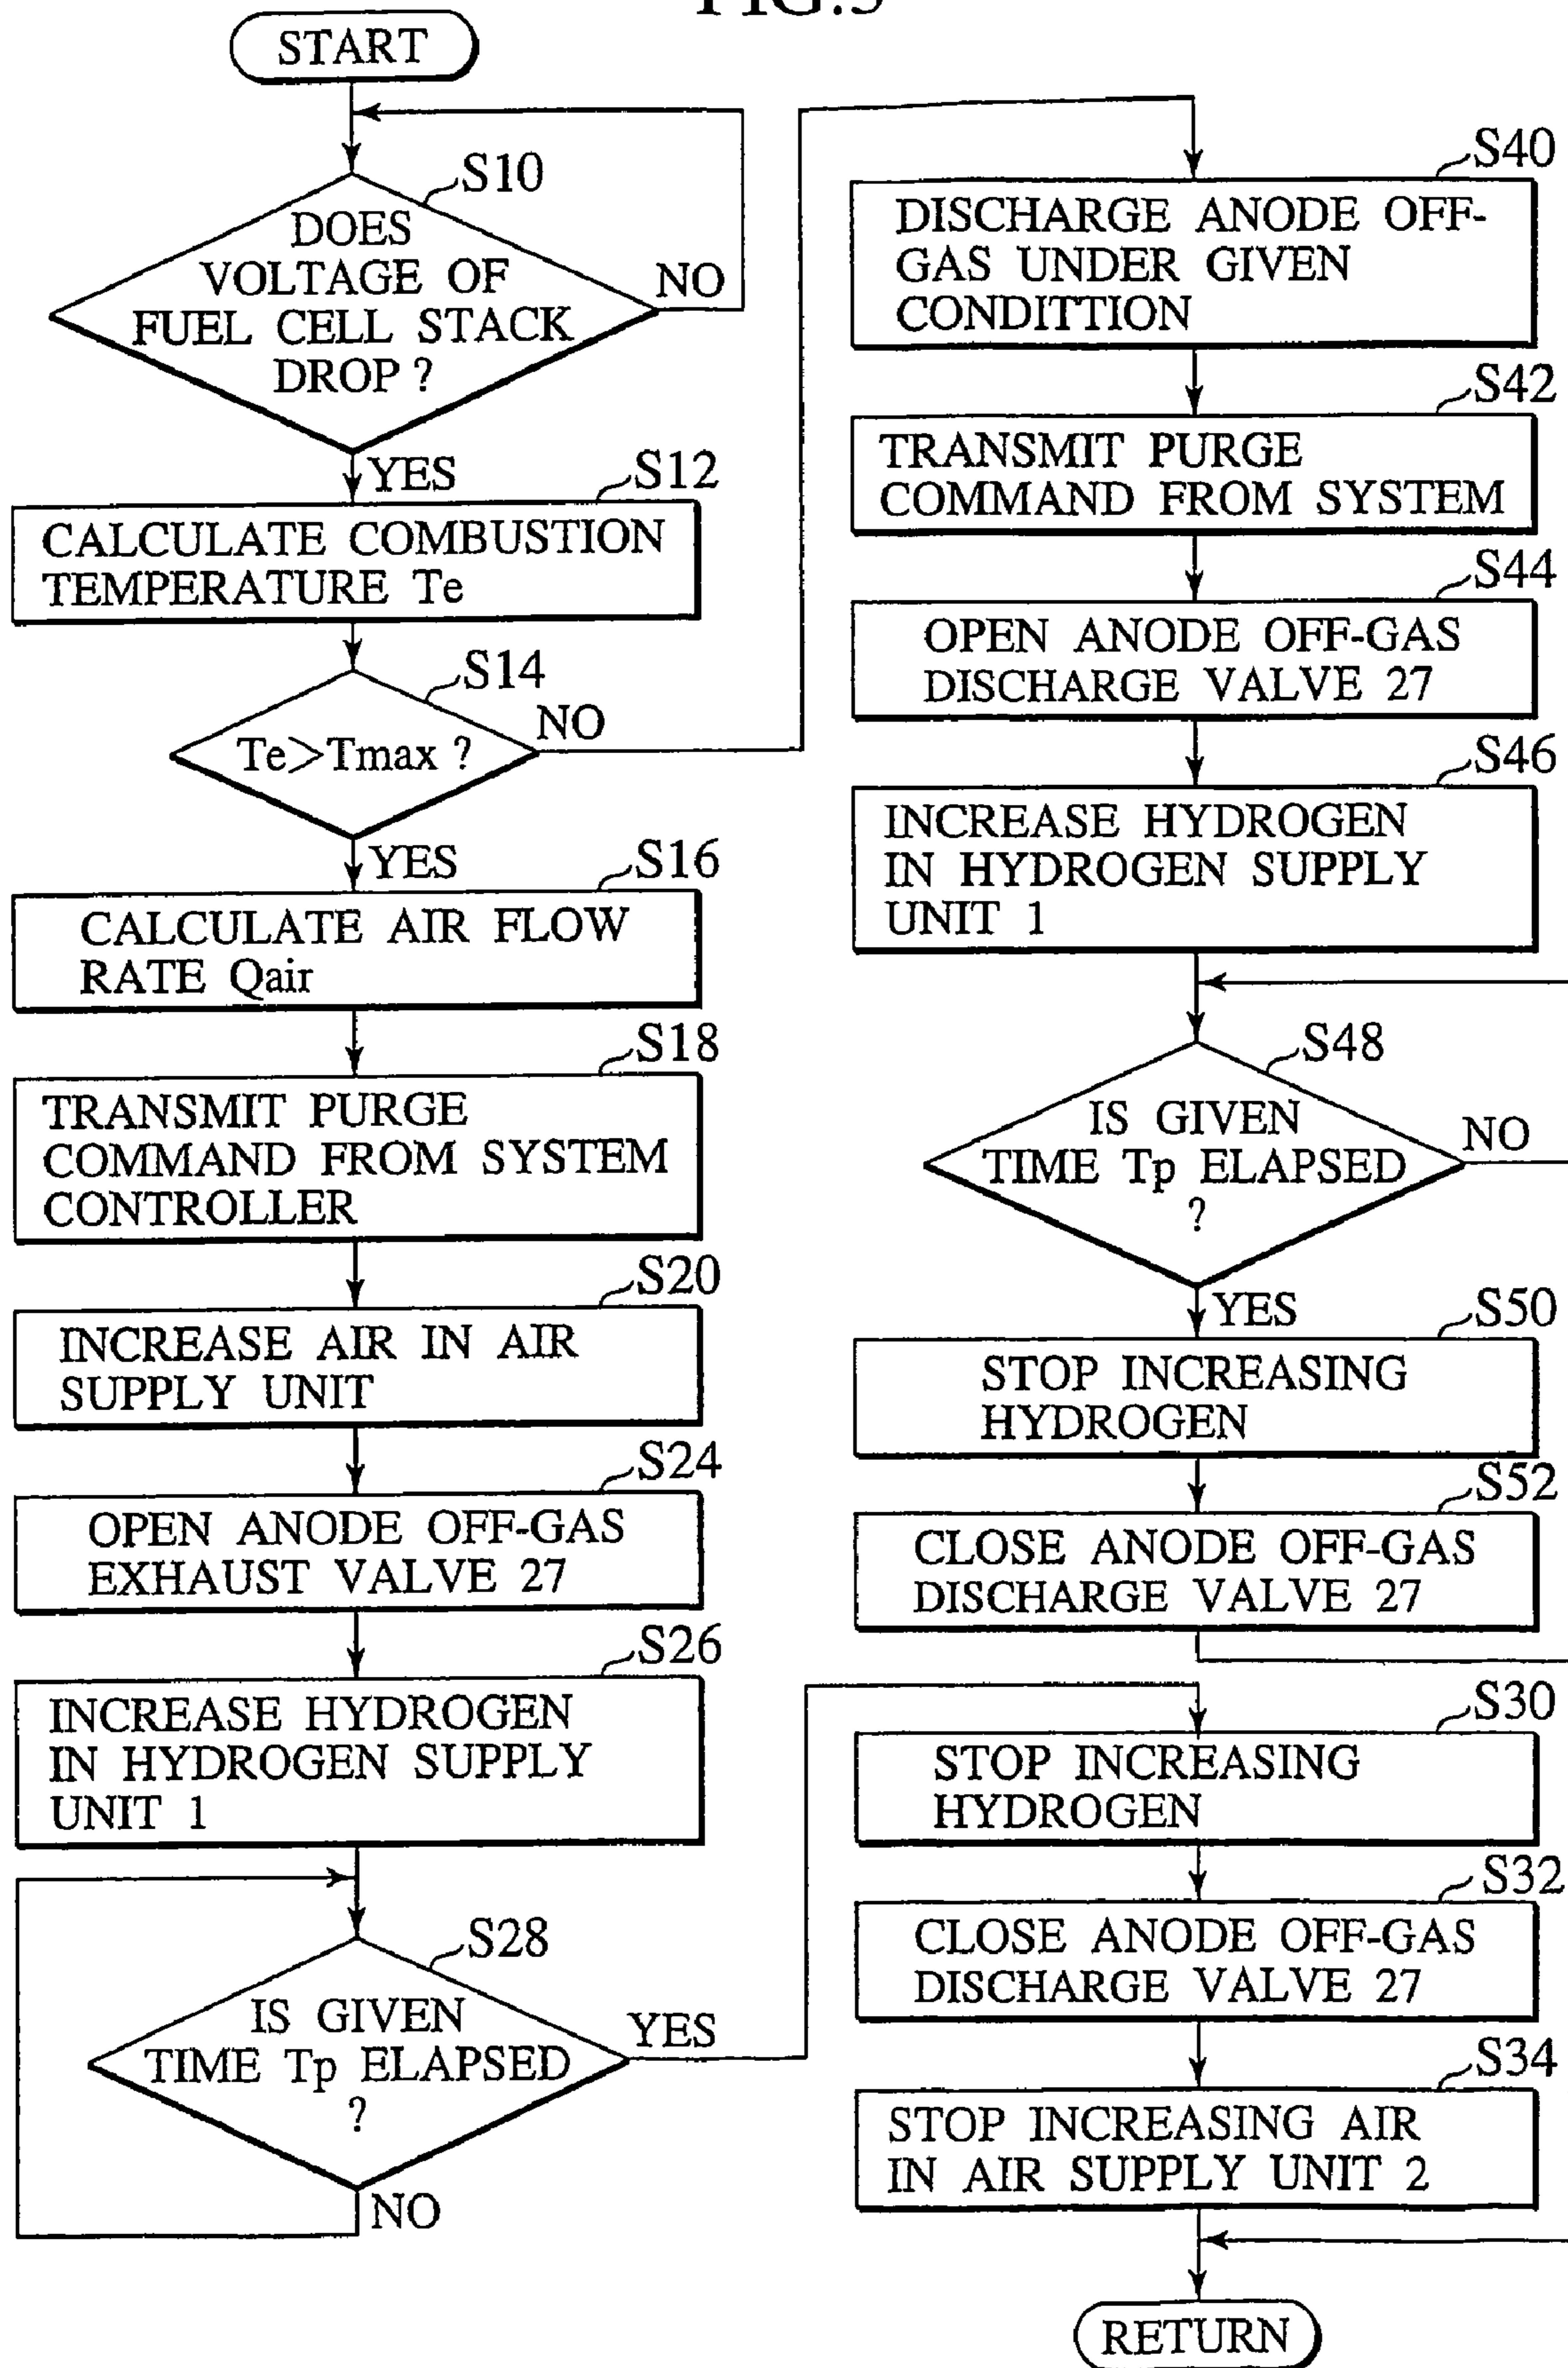 START
S10
DOES
VOLTAGE OF
FUEL CELL STACK
DROP ?
NO
YES
S12
CALCULATE COMBUSTION
TEMPERATURE Te
S14
Te>Tmax ?
NO
YES
S16
CALCULATE AIR FLOW
RATE Qair
S18
TRANSMIT PURGE
COMMAND FROM SYSTEM
CONTROLLER
S20
INCREASE AIR IN AIR
SUPPLY UNIT
S24
OPEN ANODE OFF-GAS
EXHAUST VALVE 27
S26
INCREASE HYDROGEN
IN HYDROGEN SUPPLY
UNIT 1
S28
IS GIVEN
TIME Tp ELAPSED
?
YES
NO
S40
DISCHARGE ANODE OFF-
GAS UNDER GIVEN
CONDITTION
S42
TRANSMIT PURGE
COMMAND FROM SYSTEM
S44
OPEN ANODE OFF-GAS
DISCHARGE VALVE 27
S46
INCREASE HYDROGEN
IN HYDROGEN SUPPLY
UNIT 1
S48
IS GIVEN
TIME Tp ELAPSED
?
NO
YES
S50
STOP INCREASING
HYDROGEN
S52
CLOSE ANODE OFF-GAS
DISCHARGE VALVE 27
S30
STOP INCREASING
HYDROGEN
S32
CLOSE ANODE OFF-GAS
DISCHARGE VALVE 27
S34
STOP INCREASING AIR
IN AIR SUPPLY UNIT 2
RETURN